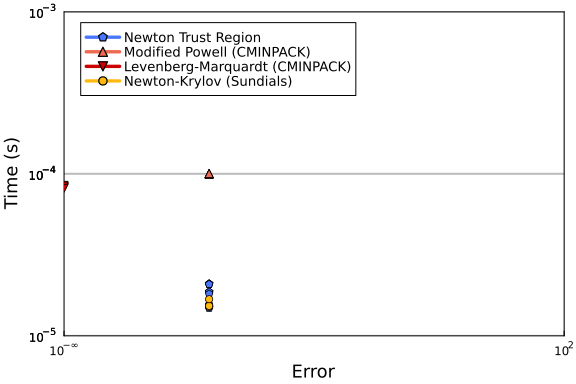 10⁻³
Newton Trust Region
Modified Powell (CMINPACK)
Levenberg-Marquardt (CMINPACK)
Newton-Krylov (Sundials)
Time (s)
10⁻⁴
10⁻⁵
10⁻∞
10²
Error